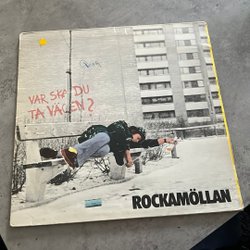 VAR SKA DU
TA VÄGEN?
ROCKAMÖLLAN